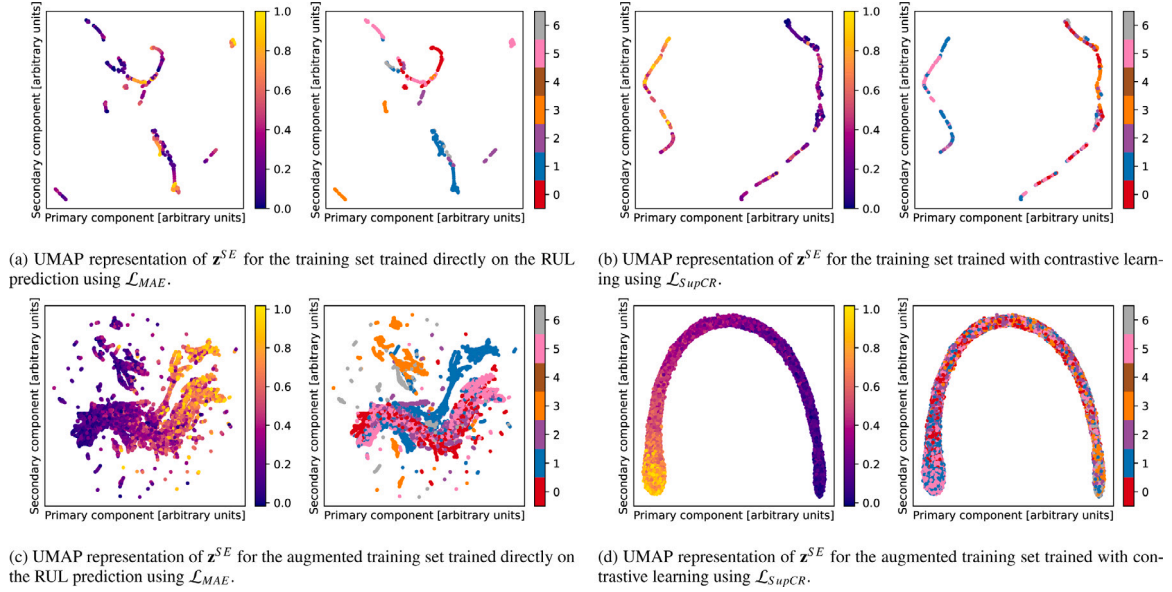 Secondary component [arbitrary units]
Primary component [arbitrary units]
1.0
0.8
0.6
0.4
0.2
0.0
Secondary component [arbitrary units]
Primary component [arbitrary units]
6
5
4
3
2
1
0
Secondary component [arbitrary units]
Primary component [arbitrary units]
1.0
0.8
0.6
0.4
0.2
0.0
Secondary component [arbitrary units]
Primary component [arbitrary units]
6
5
4
3
2
1
0
(a) UMAP representation of z^SE for the training set trained directly on the RUL
prediction using ℒ_MAE.
(b) UMAP representation of z^SE for the training set trained with contrastive learn-
ing using ℒ_SupCR.
Secondary component [arbitrary units]
Primary component [arbitrary units]
1.0
0.8
0.6
0.4
0.2
0.0
Secondary component [arbitrary units]
Primary component [arbitrary units]
6
5
4
3
2
1
0
Secondary component [arbitrary units]
Primary component [arbitrary units]
1.0
0.8
0.6
0.4
0.2
0.0
Secondary component [arbitrary units]
Primary component [arbitrary units]
6
5
4
3
2
1
0
(c) UMAP representation of z^SE for the augmented training set trained directly on
the RUL prediction using ℒ_MAE.
(d) UMAP representation of z^SE for the augmented training set trained with con-
trastive learning using ℒ_SupCR.